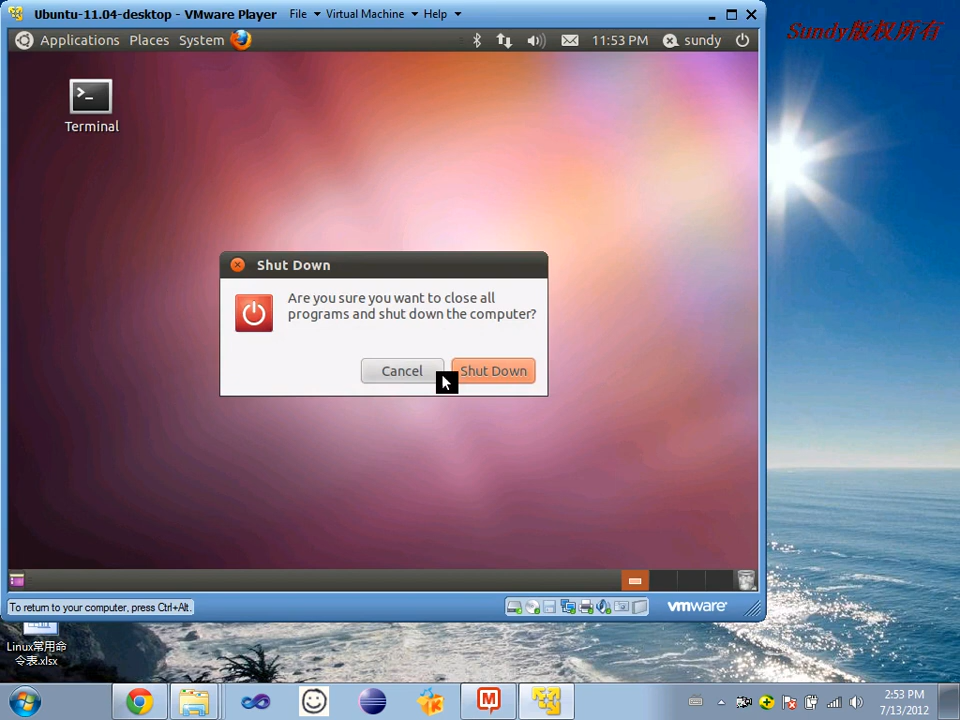 Ubuntu-11.04-desktop - VMware Player File Virtual Machine Help
Sundy版权所有
Applications Places System 11:53 PM sundy
Terminal
Shut Down
Are you sure you want to close all
programs and shut down the computer?
Cancel Shut Down
To return to your computer, press Ctrl+Alt.
vmware
Linux常用命
令表.xlsx
2:53 PM
7/13/2012